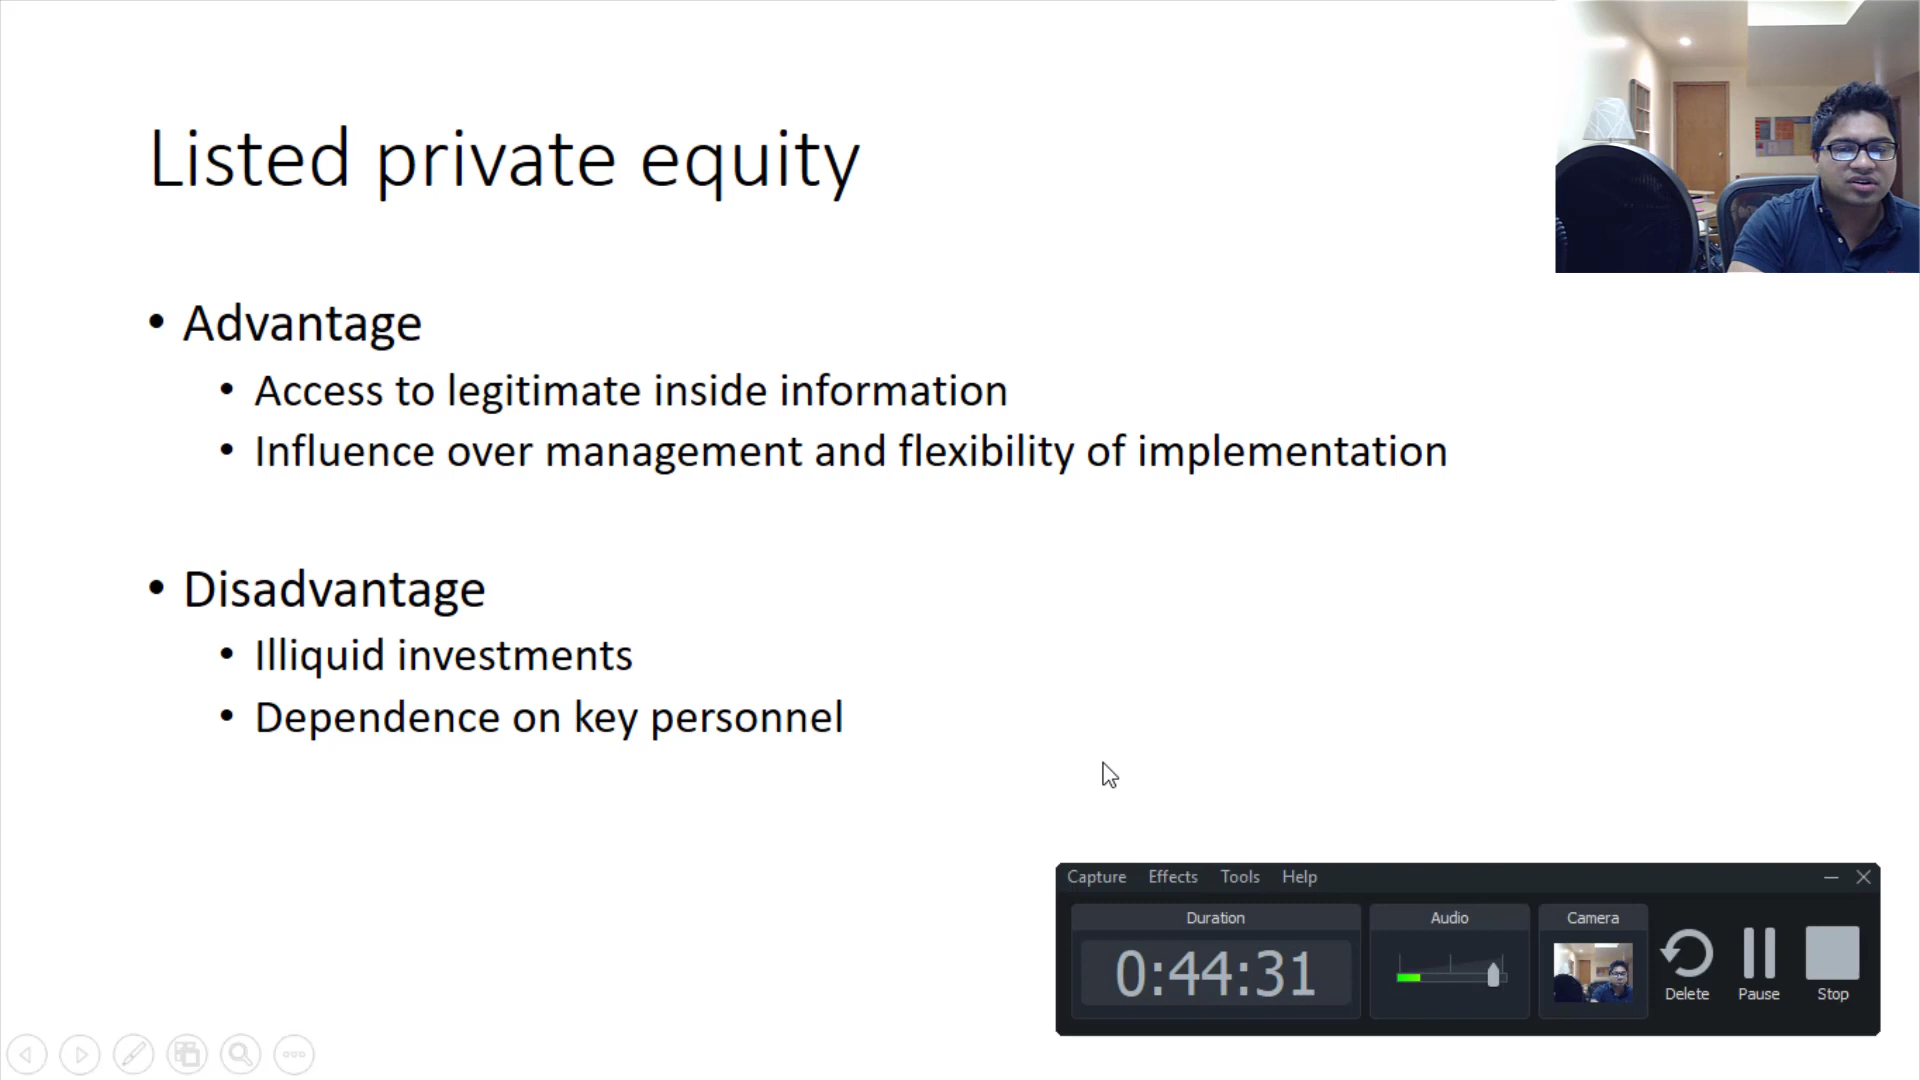 Listed private equity
• Advantage
• Access to legitimate inside information
• Influence over management and flexibility of implementation
• Disadvantage
• Illiquid investments
• Dependence on key personnel
Capture Effects Tools Help
Duration Audio Camera
0:44:31
Delete Pause Stop